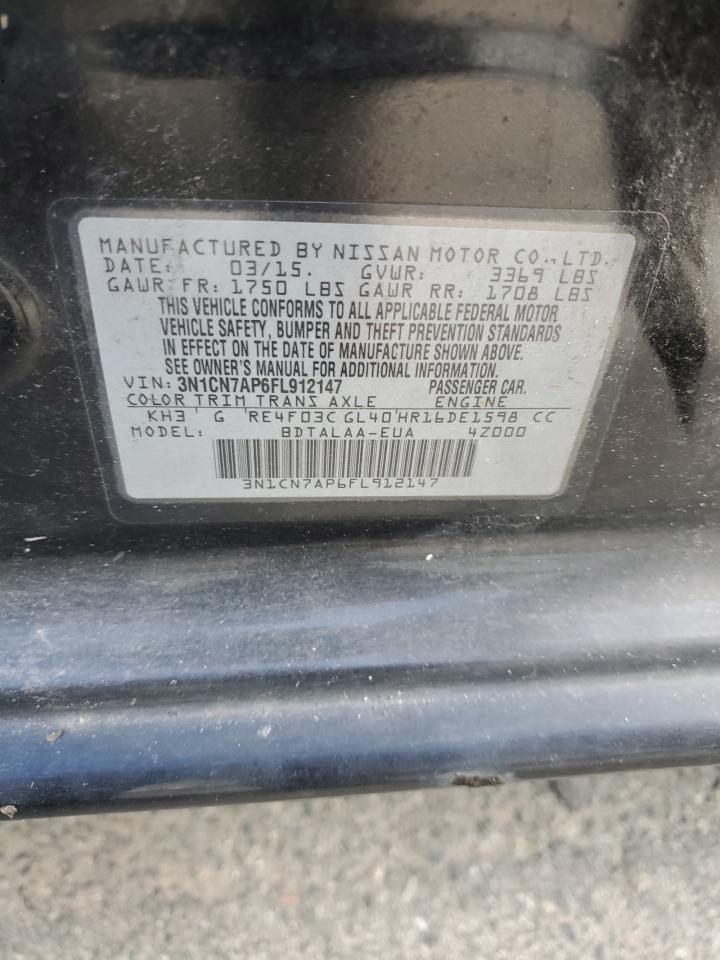 MANUFACTURED BY NISSAN MOTOR CO., LTD.
DATE: 03/15. GVWR: 3369 LBS
GAWR FR: 1750 LBS GAWR RR: 1708 LBS
THIS VEHICLE CONFORMS TO ALL APPLICABLE FEDERAL MOTOR
VEHICLE SAFETY, BUMPER AND THEFT PREVENTION STANDARDS
IN EFFECT ON THE DATE OF MANUFACTURE SHOWN ABOVE.
SEE OWNER'S MANUAL FOR ADDITIONAL INFORMATION.
VIN: 3N1CN7AP6FL912147 PASSENGER CAR.
COLOR TRIM TRANS AXLE ENGINE
KH3 G RE4F03C GL40 HR16DE1598 CC
MODEL: BDTALAA-EUA 4Z000
3N1CN7AP6FL912147